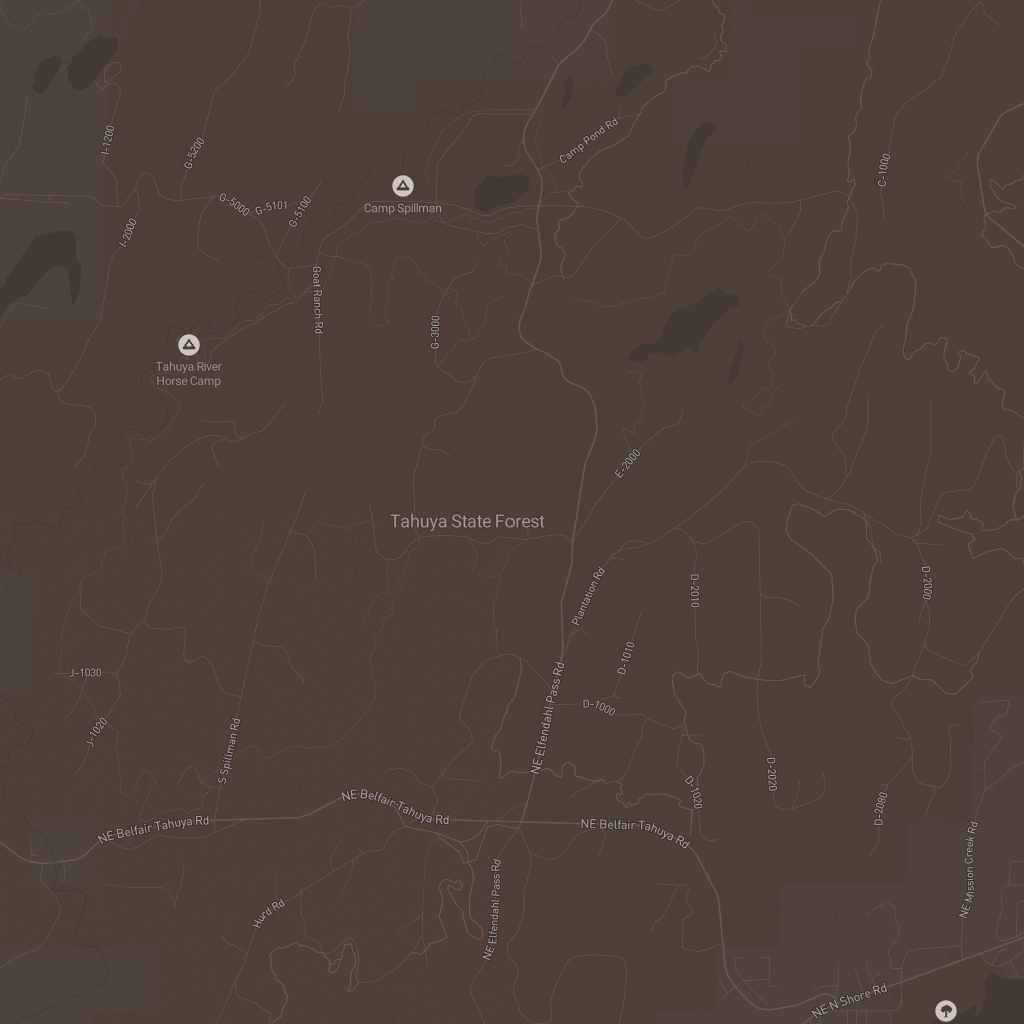 I-1200
G-5200
Camp Pond Rd
C-1000
Camp Spillman
G-5000
G-5101
G-5100
I-2000
Goat Ranch Rd
G-3000
Tahuya River
Horse Camp
E-2000
Tahuya State Forest
Plantation Rd
D-2010
D-2000
D-1010
J-1030
NE Elfendahl Pass Rd
D-1000
J-1020
S Spillman Rd
D-1020
D-2020
D-2080
NE Belfair Tahuya Rd
NE Belfair Tahuya Rd
NE Belfair Tahuya Rd
NE Mission Creek Rd
NE Elfendahl Pass Rd
Hurd Rd
NE N Shore Rd